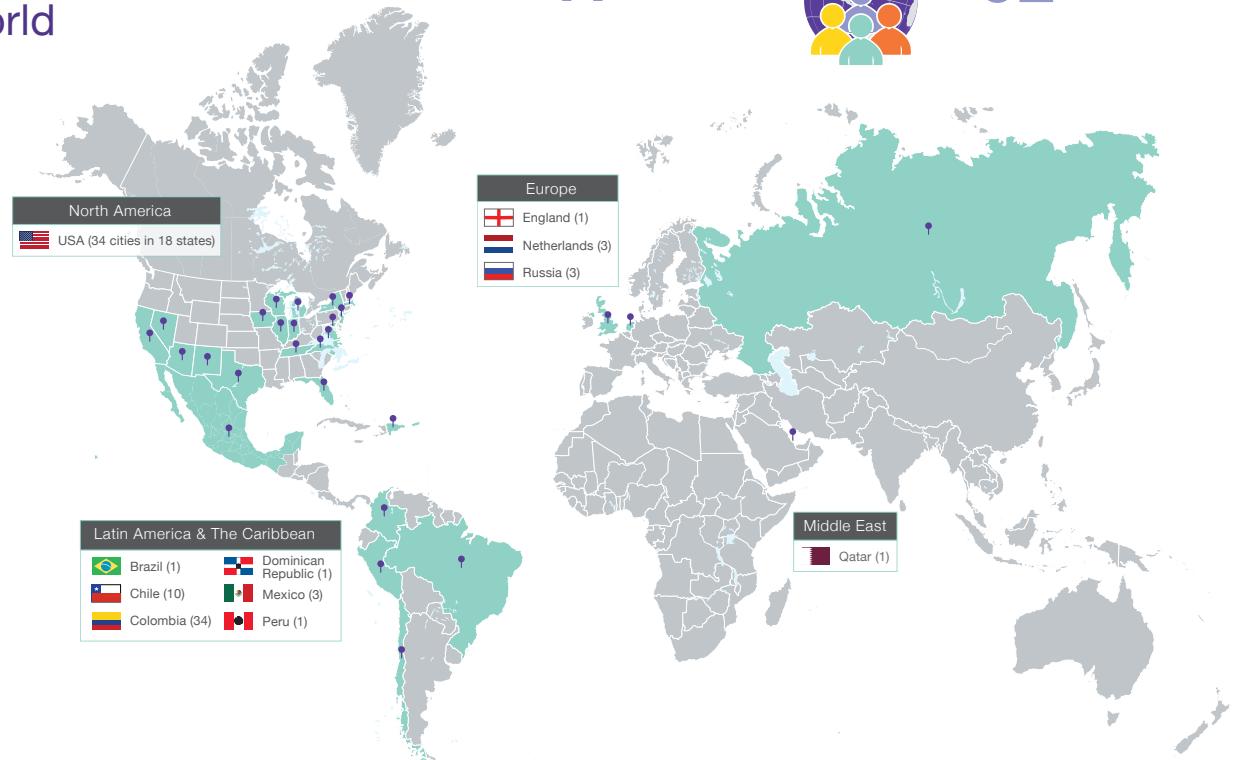 North America
USA (34 cities in 18 states)
Europe
England (1)
Netherlands (3)
Russia (3)
Latin America & The Caribbean
Brazil (1)
Chile (10)
Colombia (34)
Dominican
Republic (1)
Mexico (3)
Peru (1)
Middle East
Qatar (1)